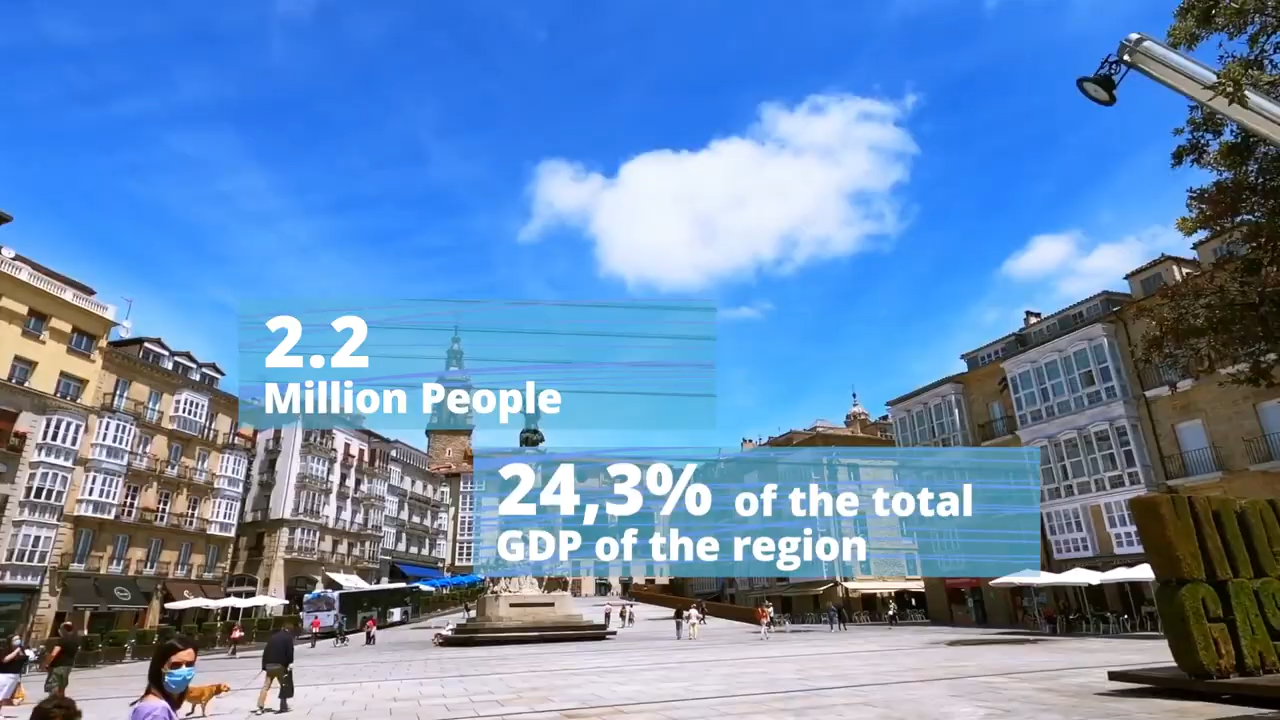 2.2
Million People
24,3% of the total
GDP of the region